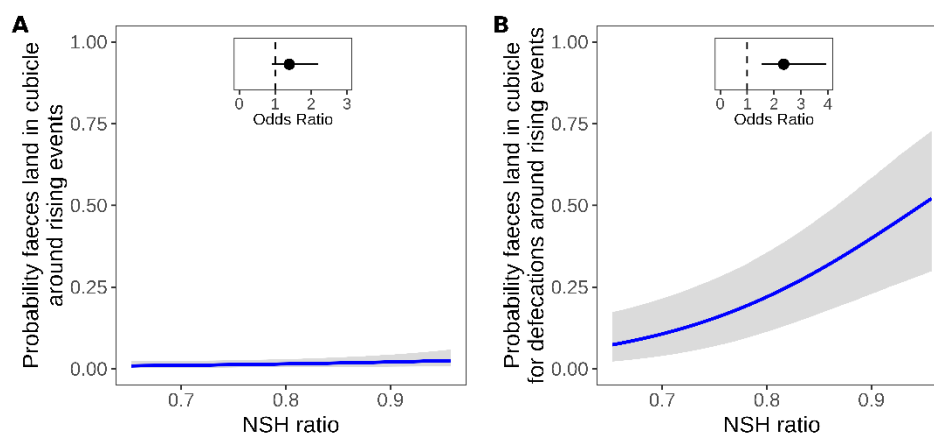 A
Probability faeces land in cubicle
around rising events
1.00
0.75
0.50
0.25
0.00
0 1 2 3
Odds Ratio
0.7 0.8 0.9
NSH ratio
B
Probability faeces land in cubicle
for defecations around rising events
1.00
0.75
0.50
0.25
0.00
0 1 2 3 4
Odds Ratio
0.7 0.8 0.9
NSH ratio